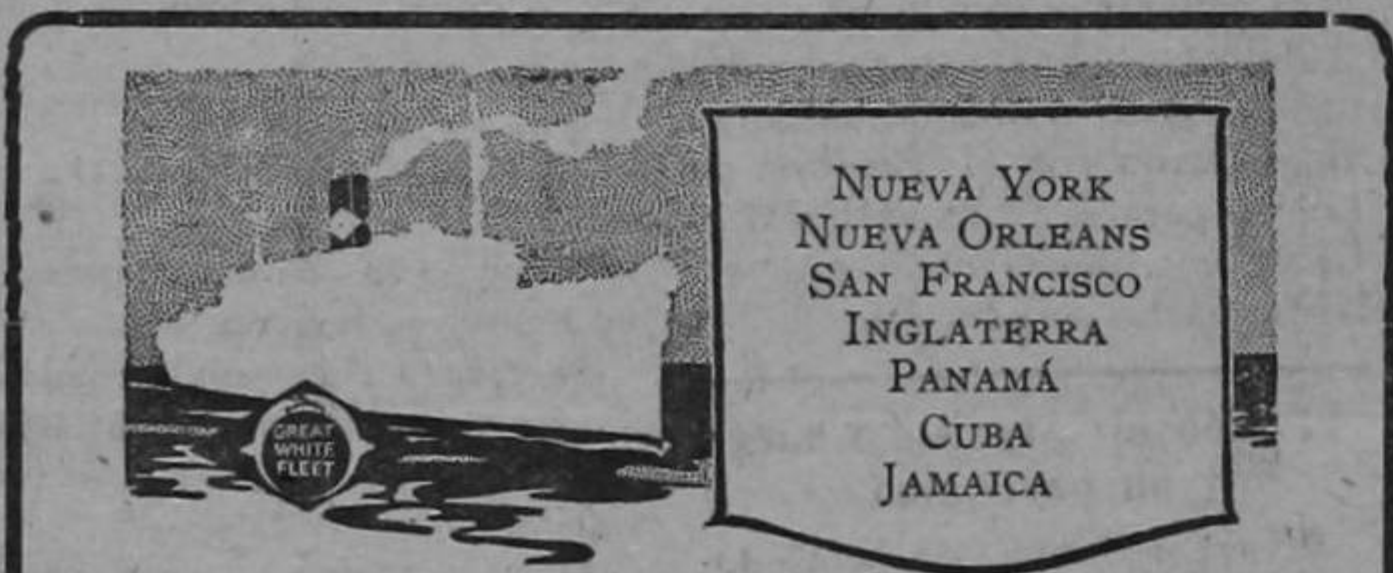 GREAT
WHITE
FLEET
NUEVA YORK
NUEVA ORLEANS
SAN FRANCISCO
INGLATERRA
PANAMÁ
CUBA
JAMAICA